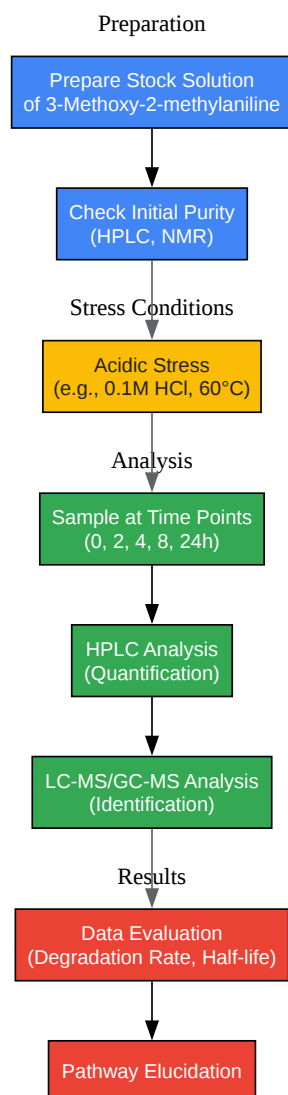 Preparation
Prepare Stock Solution
of 3-Methoxy-2-methylaniline
Check Initial Purity
(HPLC, NMR)
Stress Conditions
Acidic Stress
(e.g., 0.1M HCl, 60°C)
Analysis
Sample at Time Points
(0, 2, 4, 8, 24h)
HPLC Analysis
(Quantification)
LC-MS/GC-MS Analysis
(Identification)
Results
Data Evaluation
(Degradation Rate, Half-life)
Pathway Elucidation